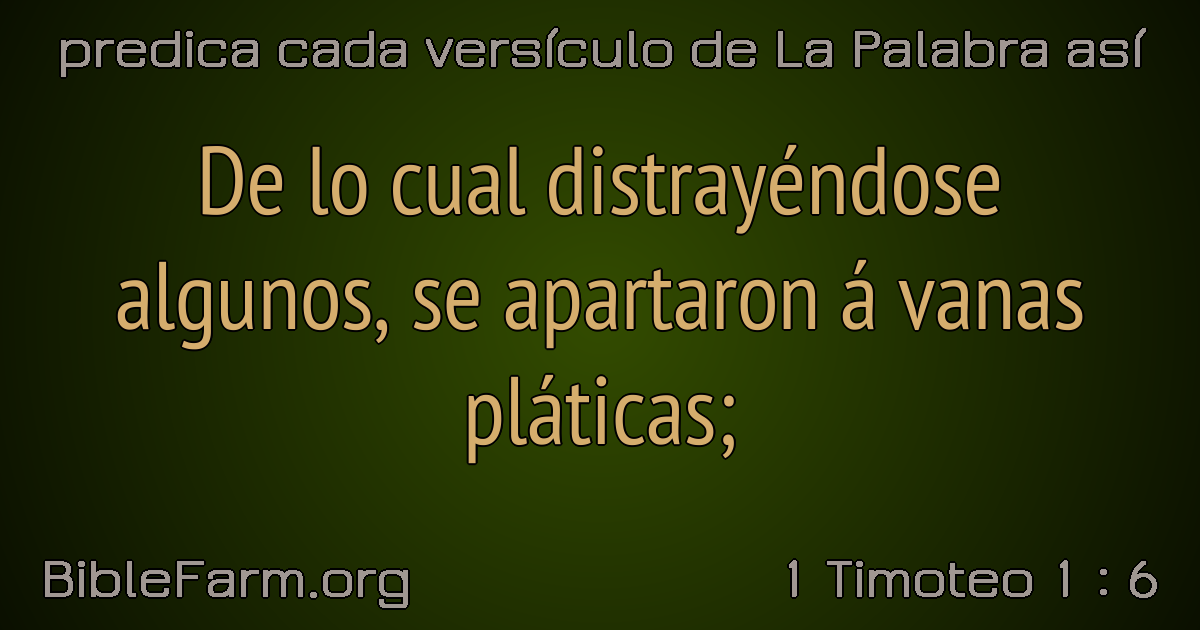 predica cada versículo de La Palabra así
De lo cual distrayéndose
algunos, se apartaron á vanas
pláticas;
BibleFarm.org
1 Timoteo 1 : 6